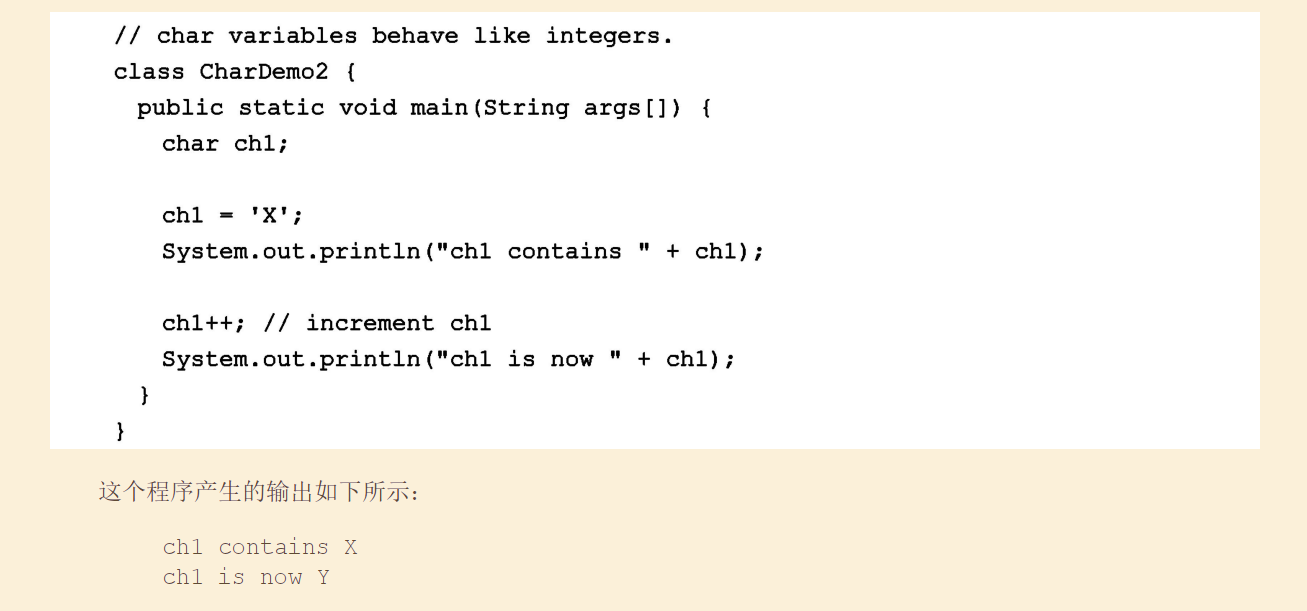 // char variables behave like integers.
class CharDemo2 {
public static void main(String args[]) {
char ch1;
ch1 = 'X';
System.out.println("ch1 contains " + ch1);
ch1++; // increment ch1
System.out.println("ch1 is now " + ch1);
}
}
这个程序产生的输出如下所示：
ch1 contains X
ch1 is now Y